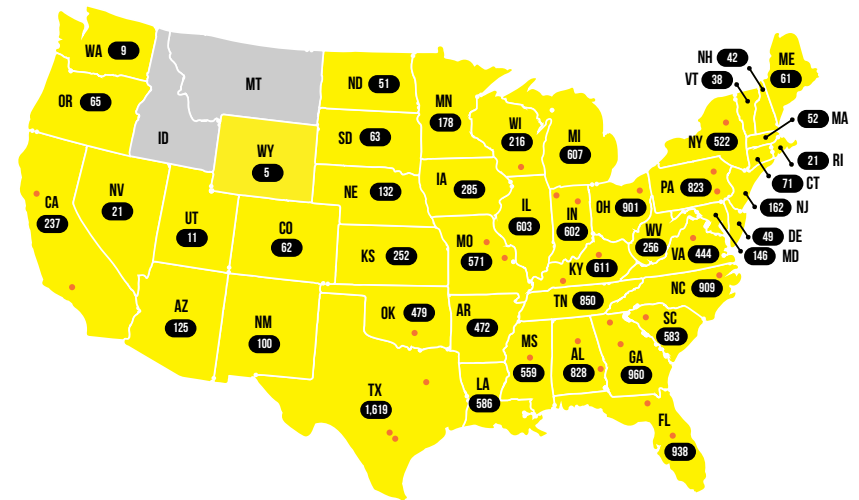 WA 9
OR 65
MT
ID
ND 51
SD 63
WY
5
NE 132
MN
178
WI
216
MI
607
IA 285
NH 42
VT 38
ME
61
52 MA
NY 522
21 RI
71 CT
PA 823
162 NJ
49 DE
146 MD
CA
237
NV
21
UT
11
CO
62
KS 252
MO
571
IL
603
IN
602
OH 901
WV
256
VA 444
KY 611
NC 909
TN 850
AZ
125
NM
100
OK 479
AR
472
SC
583
MS
559
AL
828
GA
960
TX
1,619
LA
586
FL
938